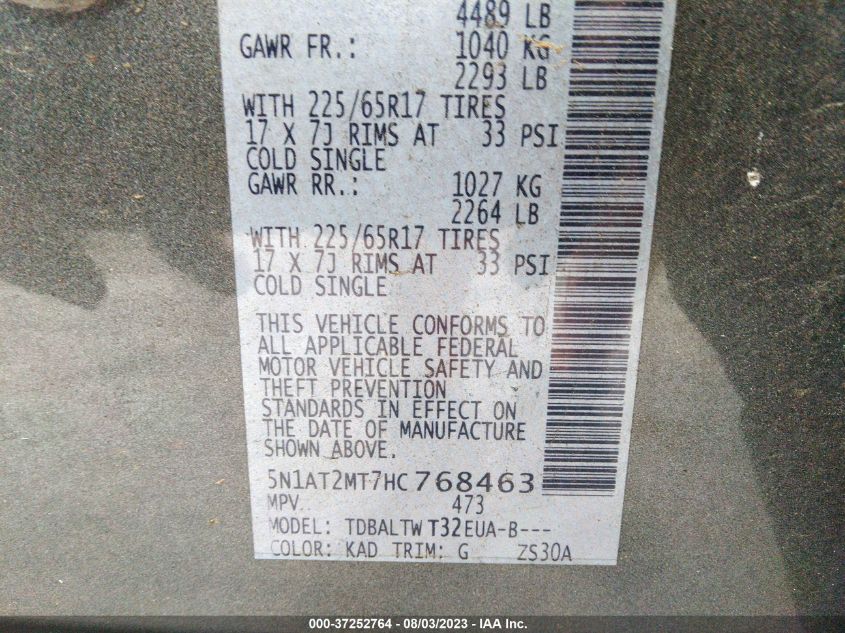 4489 LB
GAWR FR.: 1040 KG
2293 LB
WITH 225/65R17 TIRES
17 X 7J RIMS AT 33 PSI
COLD SINGLE
GAWR RR.: 1027 KG
2264 LB
WITH 225/65R17 TIRES
17 X 7J RIMS AT 33 PSI
COLD SINGLE
THIS VEHICLE CONFORMS TO
ALL APPLICABLE FEDERAL
MOTOR VEHICLE SAFETY AND
THEFT PREVENTION
STANDARDS IN EFFECT ON
THE DATE OF MANUFACTURE
SHOWN ABOVE.
5N1AT2MT7HC768463
MPV 473
MODEL: TDBALTW T32EUA-B---
COLOR: KAD TRIM: G ZS30A
000-37252764 - 08/03/2023 - IAA Inc.